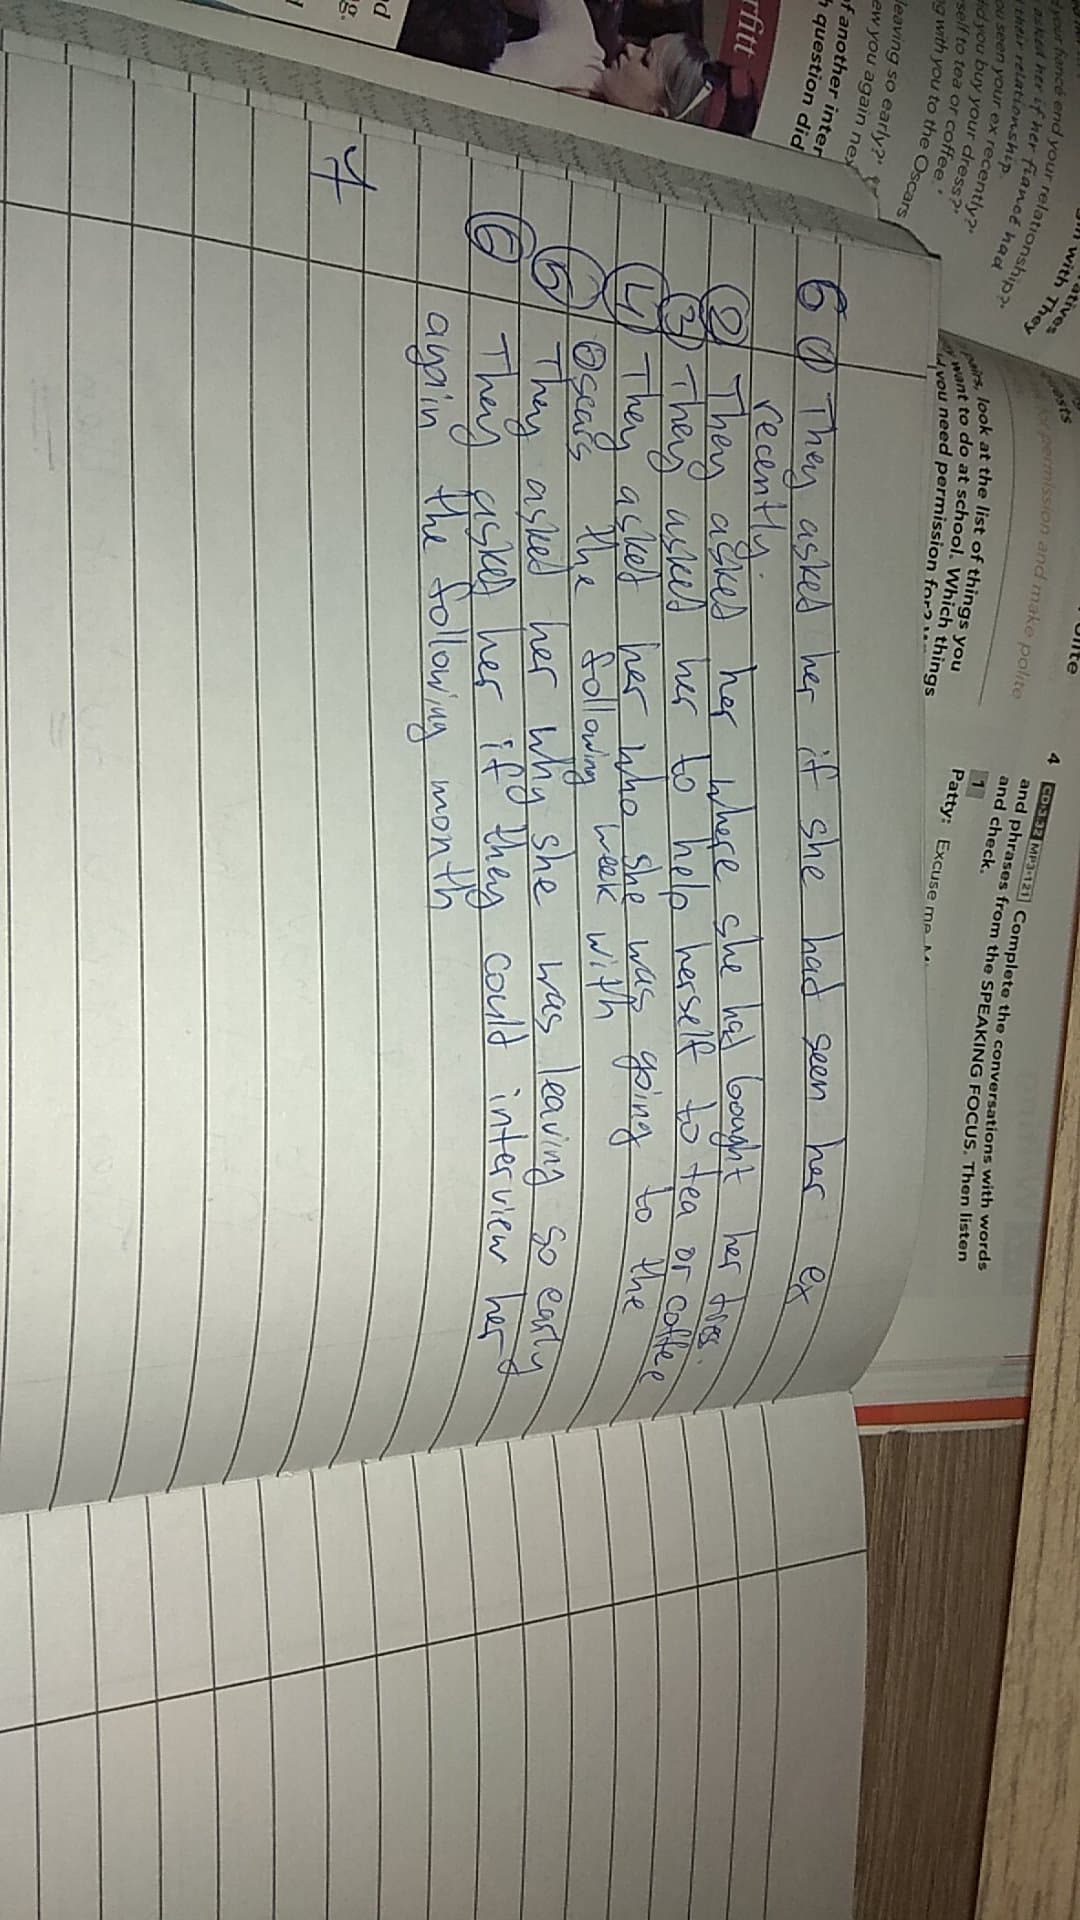 atives
with They
your fiancé end your relationship?'
asked her if her fiancé had
their relationship.
ou seen your ex recently?'
did you buy your dress?'
self to tea or coffee.'
g with you to the Oscars
leaving so early?'
ew you again
f another inter
question did
rfitt
for permission and make polite
pairs, look at the list of things you
want to do at school. Which things
you need permission for?
4 CD·3.32 MP3·121 Complete the conversations with words
and phrases from the SPEAKING FOCUS. Then listen
and check.
1
Patty: Excuse me
6 1 They asked her if she had seen her ex
recently.
2 They asked her where she had bought her dress.
3 They asked her to help herself to tea or coffee
4 They asked her who she was going to the
Oscars the following week with
5 They asked her why she was leaving so early
6 They asked her if they could interview her
again the following month
7